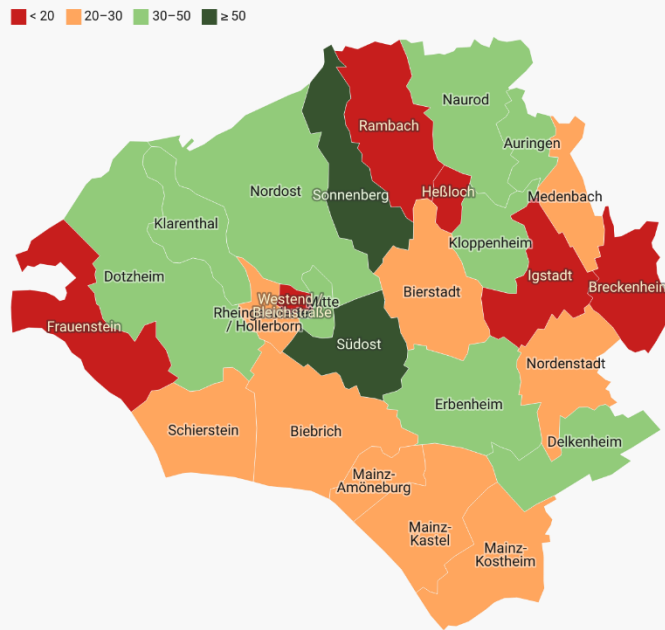 < 20
20–30
30–50
≥ 50
Naurod
Rambach
Auringen
Heßloch
Nordost
Sonnenberg
Medenbach
Klarenthal
Kloppenheim
Dotzheim
Igstadt
Breckenheim
Bierstadt
Westend /
Bleichstraße
Mitte
/ Hollerborn
Frauenstein
Südost
Nordenstadt
Erbenheim
Schierstein
Biebrich
Delkenheim
Mainz-
Amöneburg
Mainz-
Kastel
Mainz-
Kostheim